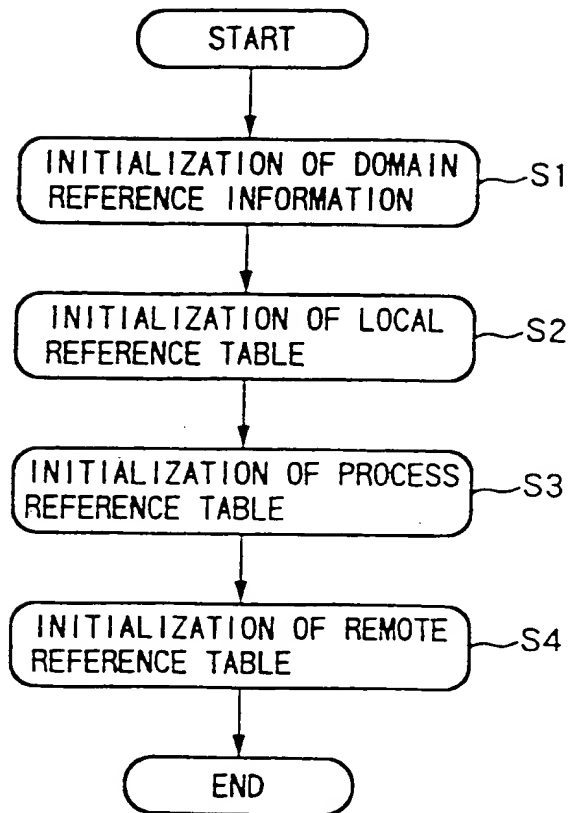 START
INITIALIZATION OF DOMAIN
REFERENCE INFORMATION
S1
INITIALIZATION OF LOCAL
REFERENCE TABLE
S2
INITIALIZATION OF PROCESS
REFERENCE TABLE
S3
INITIALIZATION OF REMOTE
REFERENCE TABLE
S4
END